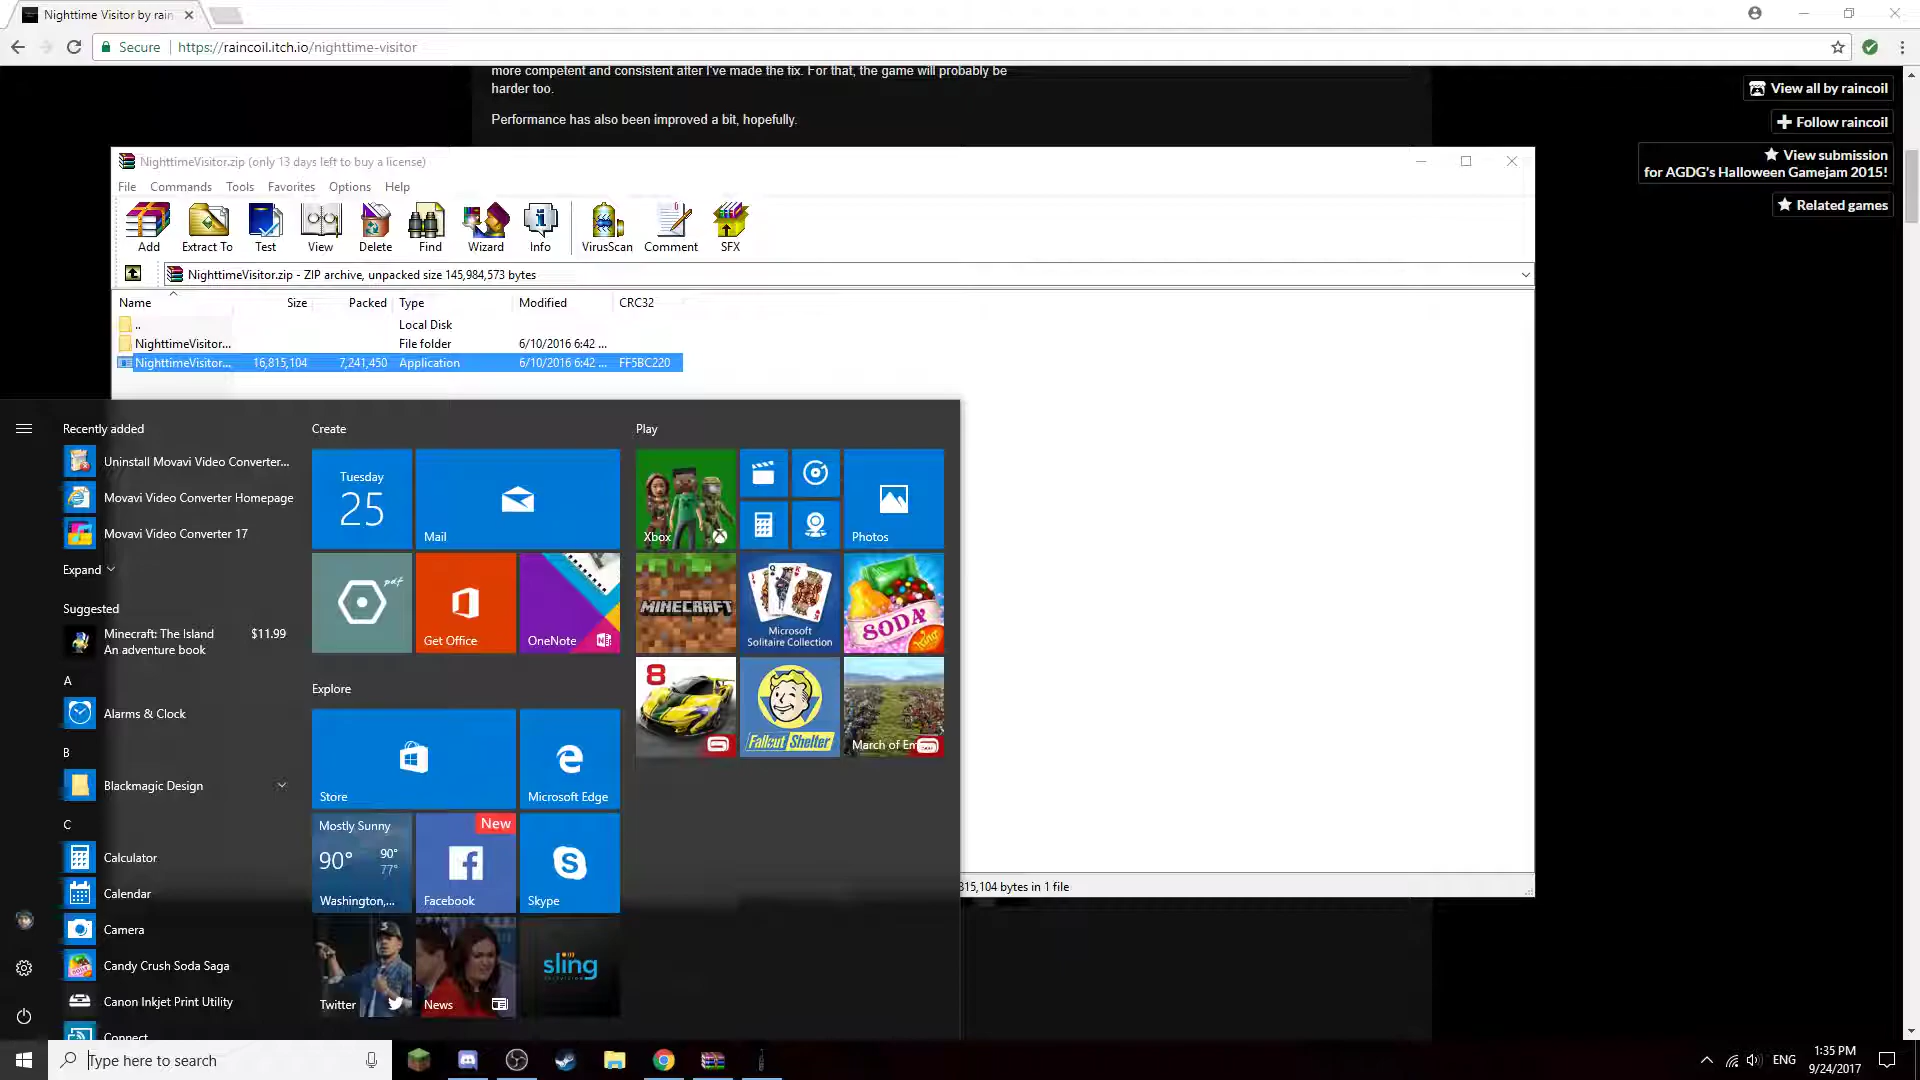 Nighttime Visitor by rain
Secure https://raincoil.itch.io/nighttime-visitor
more competent and consistent after I've made the fix. For that, the game will probably be
harder too.
Performance has also been improved a bit, hopefully.
View all by raincoil
Follow raincoil
View submission
for AGDG's Halloween Gamejam 2015!
Related games
NighttimeVisitor.zip (only 13 days left to buy a license)
File Commands Tools Favorites Options Help
Add Extract To Test View Delete Find Wizard Info VirusScan Comment SFX
NighttimeVisitor.zip - ZIP archive, unpacked size 145,984,573 bytes
Name Size Packed Type Modified CRC32
.. Local Disk
NighttimeVisitor... File folder 6/10/2016 6:42 ...
NighttimeVisitor... 16,815,104 7,241,450 Application 6/10/2016 6:42 ... FF5BC220
Recently added
Uninstall Movavi Video Converter...
Movavi Video Converter Homepage
Movavi Video Converter 17
Expand
Suggested
Minecraft: The Island $11.99
An adventure book
A
Alarms & Clock
B
Blackmagic Design
C
Calculator
Calendar
Camera
Candy Crush Soda Saga
Canon Inkjet Print Utility
Connect
Create
Tuesday
25
Mail
pdf
Get Office
OneNote
Explore
Store
Microsoft Edge
Mostly Sunny
90° 90°
77°
Washington,...
New
Facebook
Skype
Twitter
3
News
sling
Play
Xbox
Photos
MINECRAFT
Microsoft
Solitaire Collection
SODA
King
8
Fallout Shelter
March of Em
815,104 bytes in 1 file
Type here to search
ENG
1:35 PM
9/24/2017